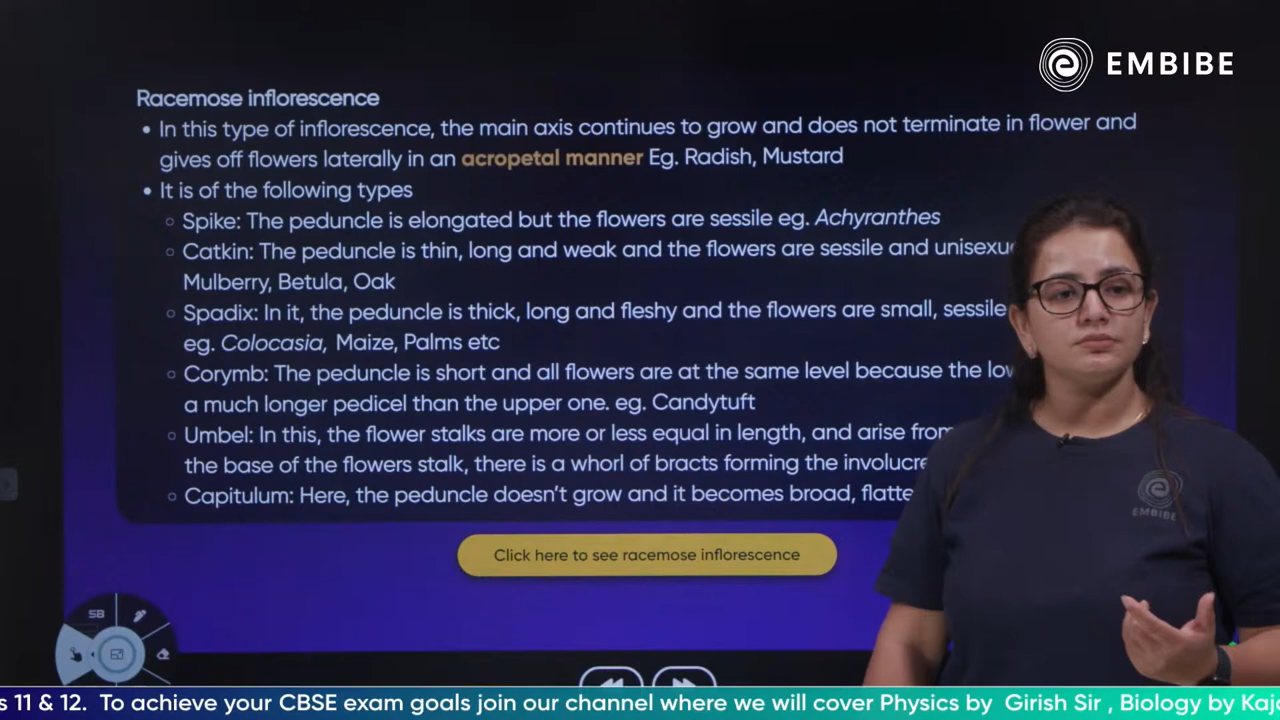 EMBIBE
Racemose inflorescence
• In this type of inflorescence, the main axis continues to grow and does not terminate in flower and
gives off flowers laterally in an acropetal manner Eg. Radish, Mustard
• It is of the following types
○ Spike: The peduncle is elongated but the flowers are sessile eg. Achyranthes
○ Catkin: The peduncle is thin, long and weak and the flowers are sessile and
Mulberry, Betula, Oak
○ Spadix: In it, the peduncle is thick, long and fleshy and the flowers are small, sessile
eg. Colocasia, Maize, Palms etc
○ Corymb: The peduncle is short and all flowers are at the same level because the
a much longer pedicel than the upper one. eg. Candytuft
○ Umbel: In this, the flower stalks are more or less equal in length, and arise from
the base of the flowers stalk, there is a whorl of bracts forming the
○ Capitulum: Here, the peduncle doesn't grow and it becomes broad,
EMBIBE
Click here to see racemose inflorescence
SB
11 & 12. To achieve your CBSE exam goals join our channel where we will cover Physics by Girish Sir , Biology by